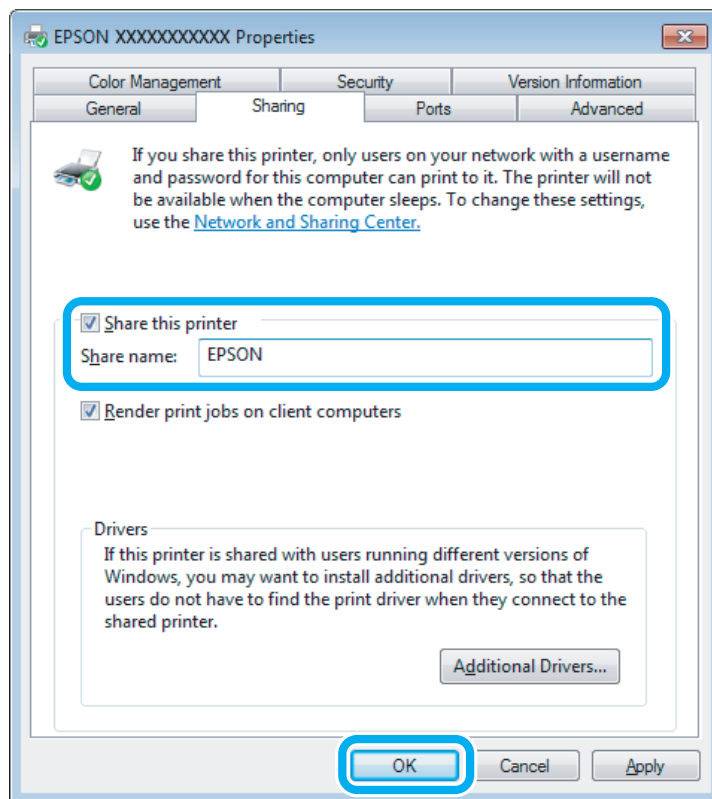 EPSON XXXXXXXXXXX Properties
Color Management Security Version Information
General Sharing Ports Advanced
If you share this printer, only users on your network with a username
and password for this computer can print to it. The printer will not
be available when the computer sleeps. To change these settings,
use the Network and Sharing Center.
Share this printer
Share name: EPSON
Render print jobs on client computers
Drivers
If this printer is shared with users running different versions of
Windows, you may want to install additional drivers, so that the
users do not have to find the print driver when they connect to the
shared printer.
Additional Drivers...
OK Cancel Apply